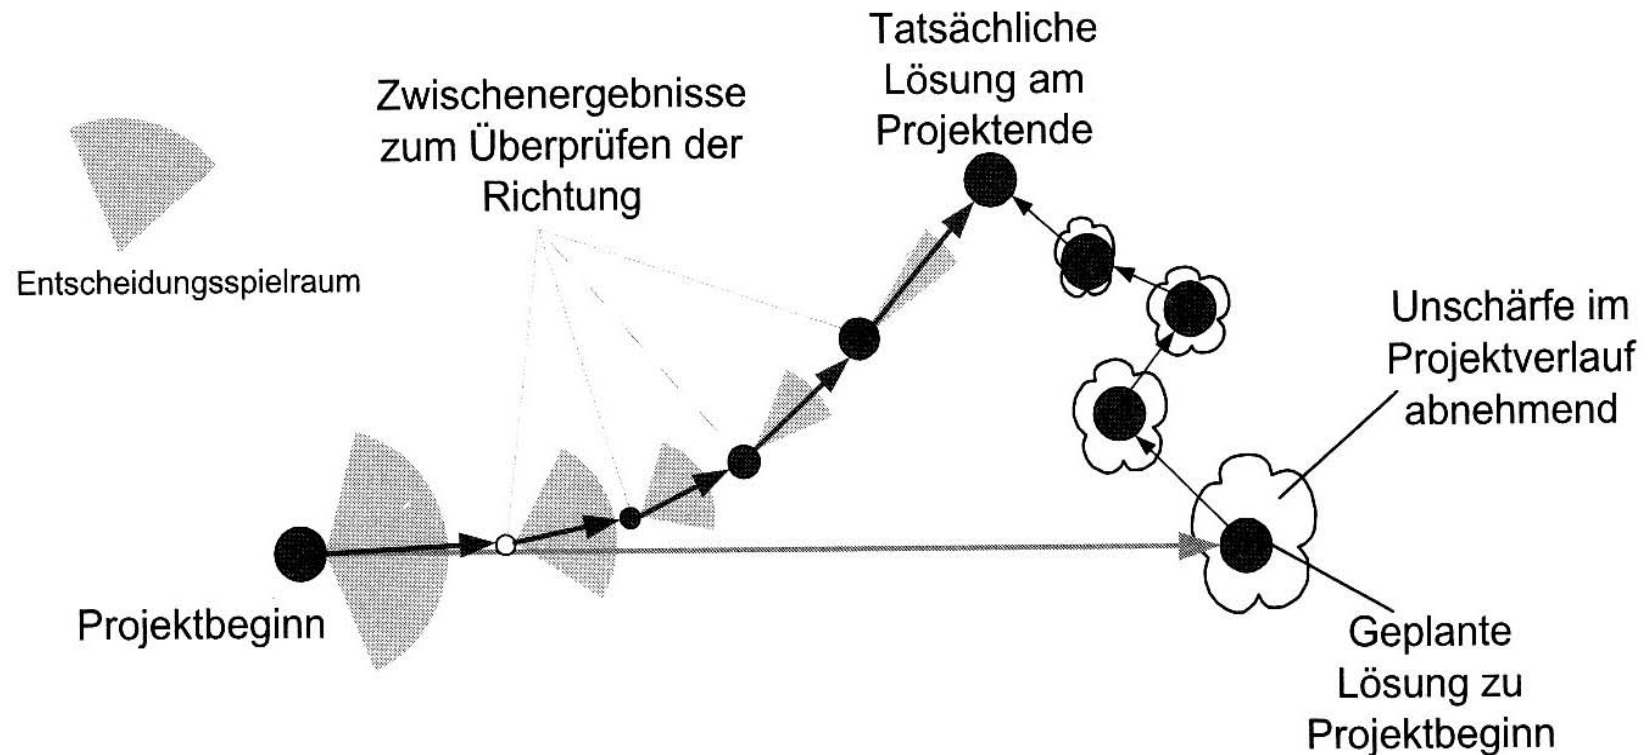 Tatsächliche
Lösung am
Projektende
Zwischenergebnisse
zum Überprüfen der
Richtung
Entscheidungsspielraum
Unschärfe im
Projektverlauf
abnehmend
Projektbeginn
Geplante
Lösung zu
Projektbeginn